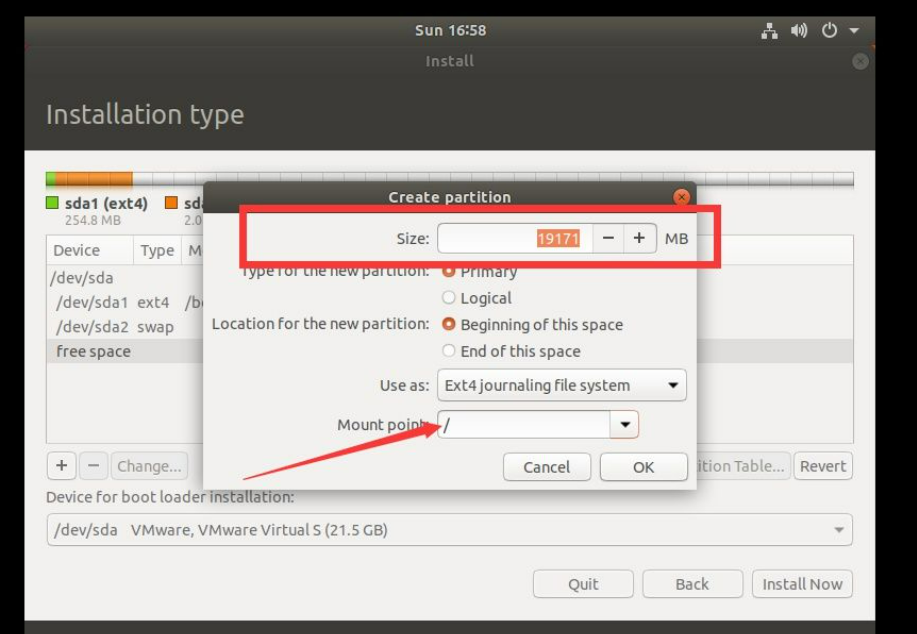 Sun 16:58
Install
Installation type
sda1 (ext4)
254.8 MB
2.0
Create partition
Size: 19171 − + MB
Type for the new partition: Primary
Logical
Location for the new partition: Beginning of this space
End of this space
Use as: Ext4 journaling file system
Mount point: /
Cancel OK
Device Type
/dev/sda
/dev/sda1 ext4
/dev/sda2 swap
free space
+ − Change... Table... Revert
Device for boot loader installation:
/dev/sda VMware, VMware Virtual S (21.5 GB)
Quit Back Install Now